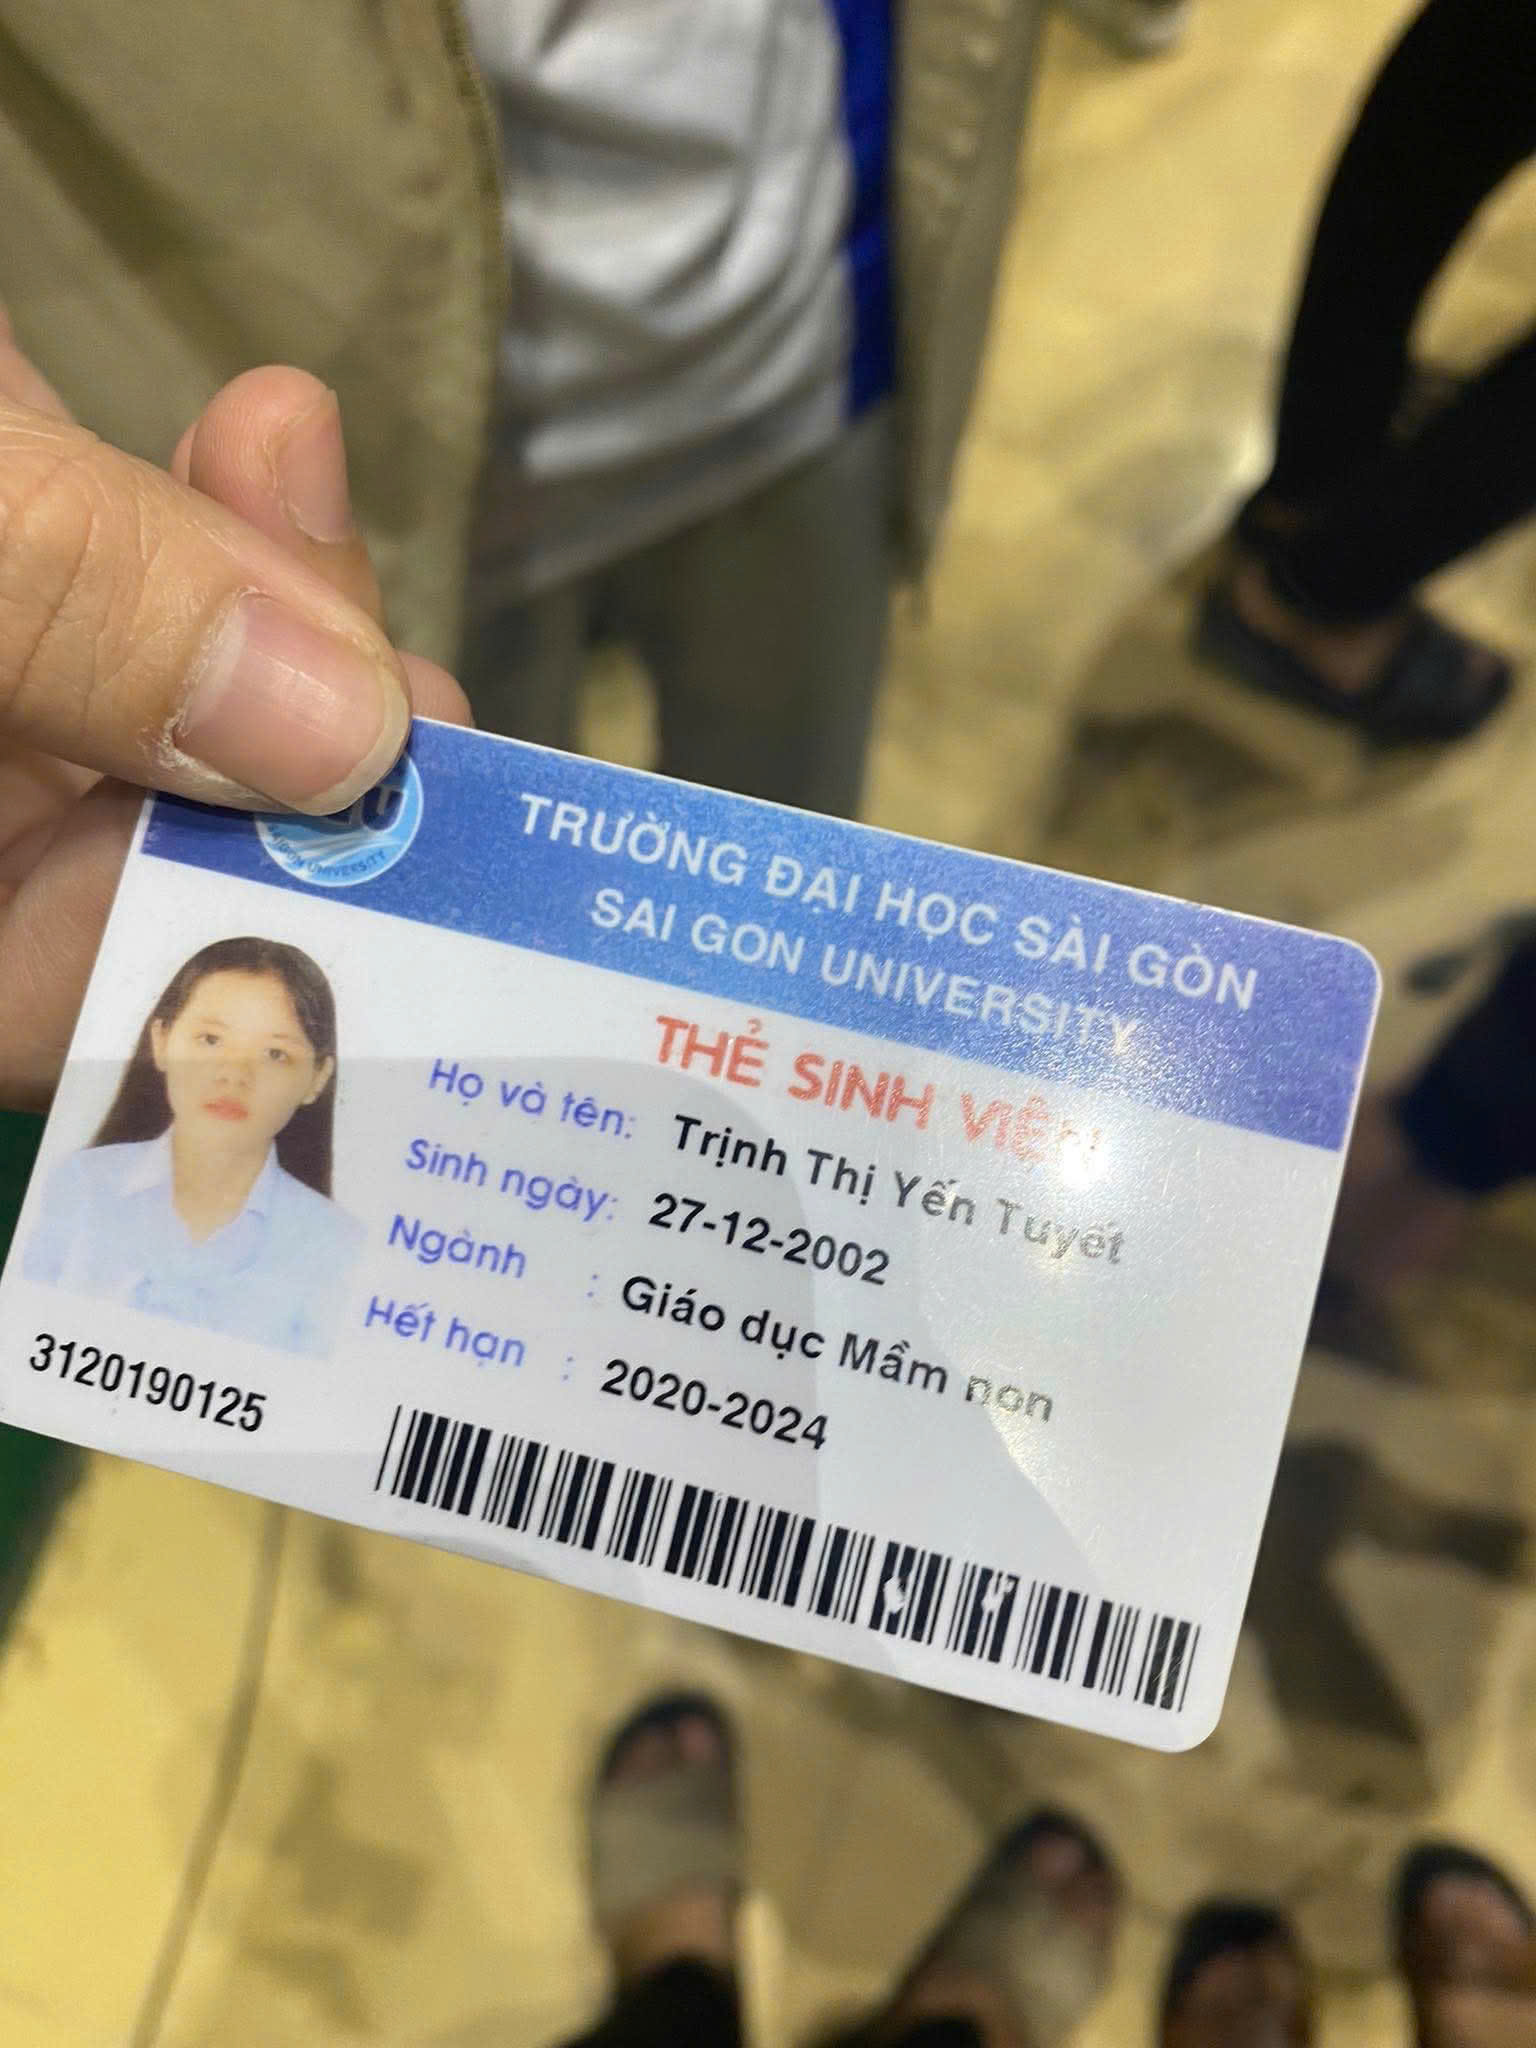 TRƯỜNG ĐẠI HỌC SÀI GÒN
SAI GON UNIVERSITY
THẺ SINH VIÊN
Họ và tên: Trịnh Thị Yến Tuyết
Sinh ngày: 27-12-2002
Ngành : Giáo dục Mầm non
Hết hạn : 2020-2024
3120190125
UNIVERSITY